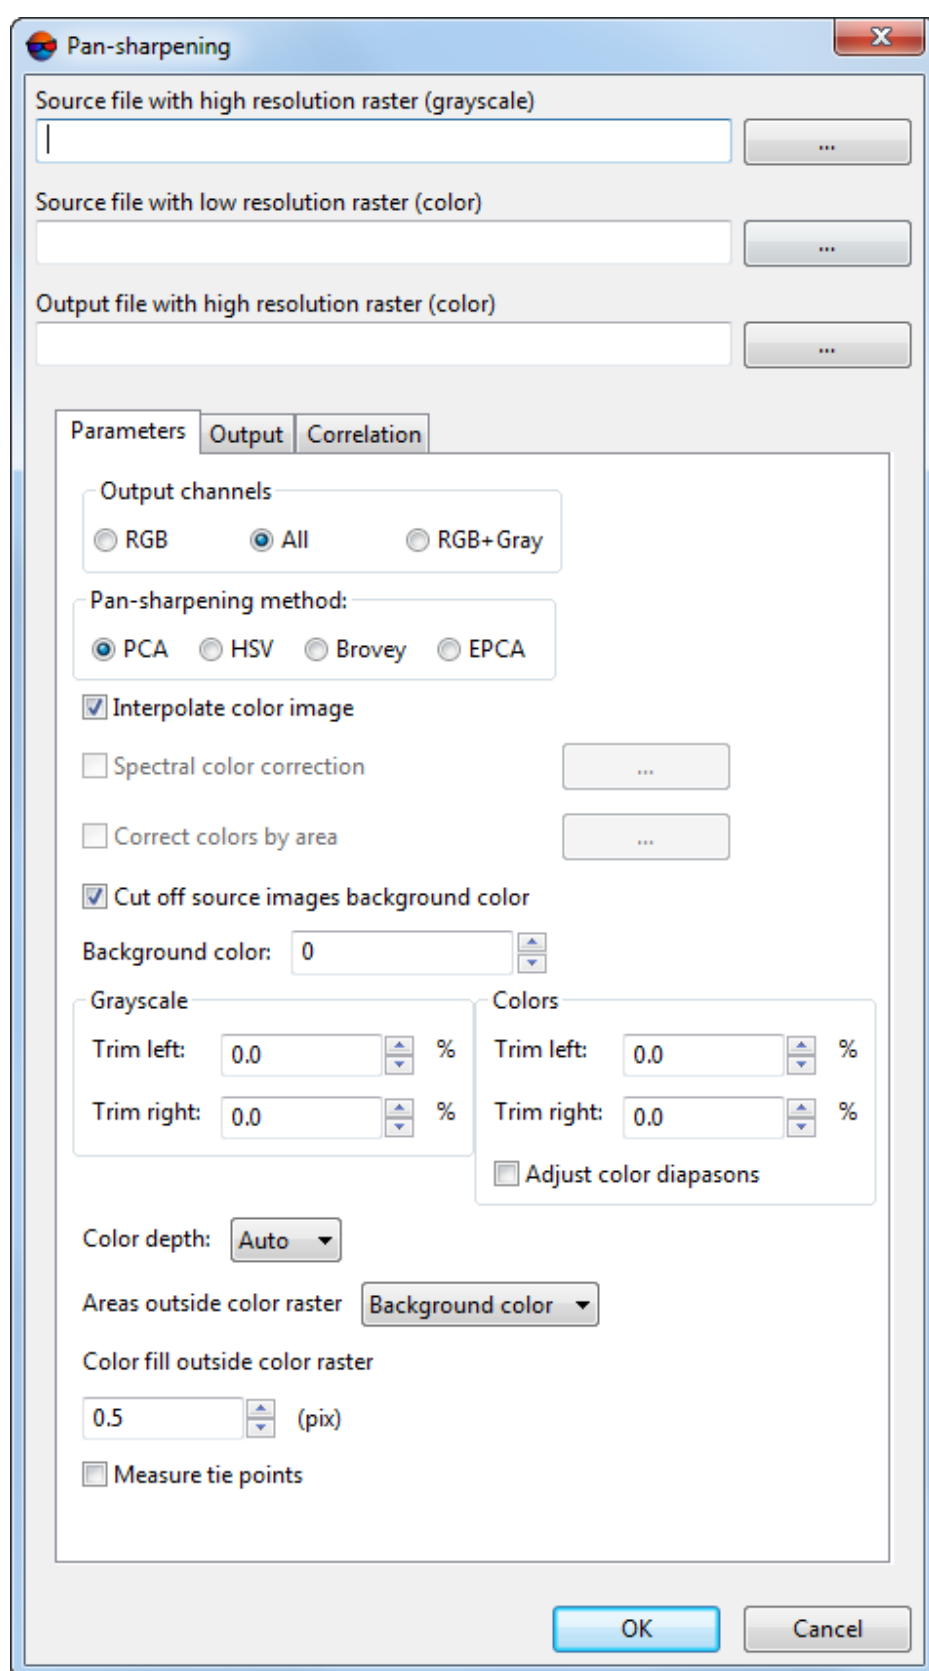 Pan-sharpening
Source file with high resolution raster (grayscale)
...
Source file with low resolution raster (color)
...
Output file with high resolution raster (color)
...
Parameters Output Correlation
Output channels
RGB All RGB+Gray
Pan-sharpening method:
PCA HSV Brovey EPCA
Interpolate color image
Spectral color correction ...
Correct colors by area ...
Cut off source images background color
Background color: 0
Grayscale Colors
Trim left: 0.0 % Trim left: 0.0 %
Trim right: 0.0 % Trim right: 0.0 %
Adjust color diapasons
Color depth: Auto
Areas outside color raster Background color
Color fill outside color raster
0.5 (pix)
Measure tie points
OK Cancel